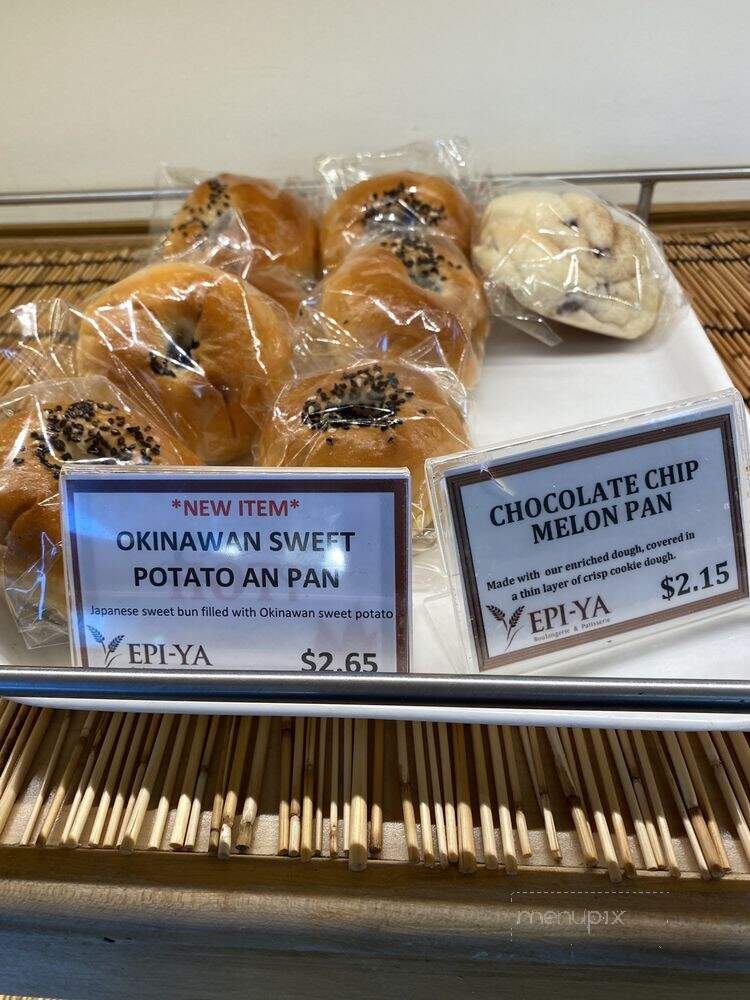 *NEW ITEM*
OKINAWAN SWEET
POTATO AN PAN
Japanese sweet bun filled with Okinawan sweet potato
EPI-YA
$2.65
CHOCOLATE CHIP
MELON PAN
Made with our enriched dough, covered in
a thin layer of crisp cookie dough.
$2.15
EPI-YA
Boulangerie & Patisserie
menupix